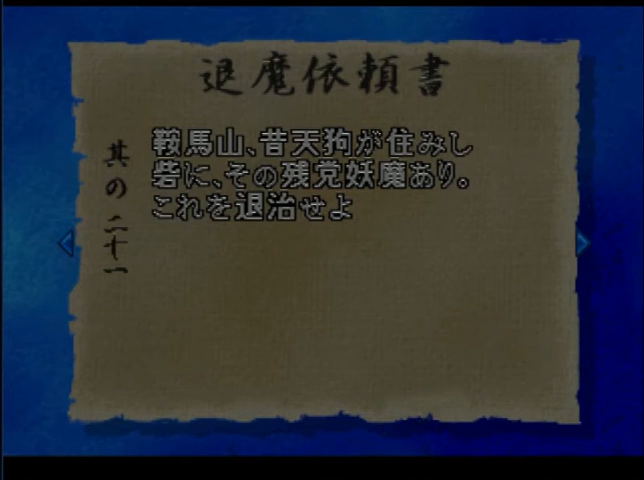 退魔依頼書
其の二十一
鞍馬山、昔天狗が住みし
砦に、その残党妖魔あり。
これを退治せよ